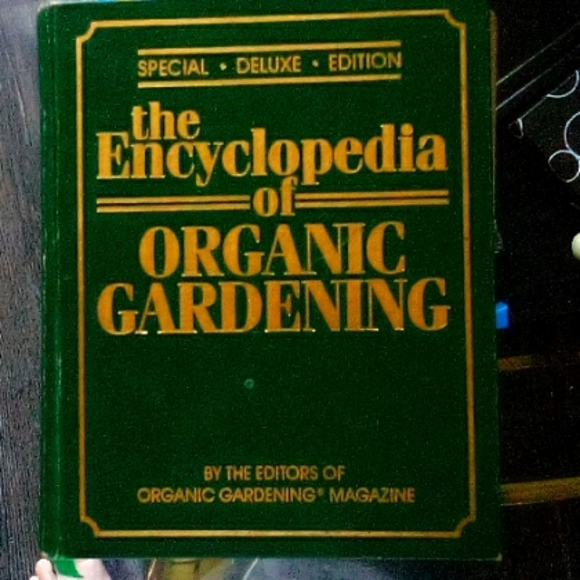 SPECIAL • DELUXE • EDITION
the
Encyclopedia
of
ORGANIC
GARDENING
BY THE EDITORS OF
ORGANIC GARDENING® MAGAZINE